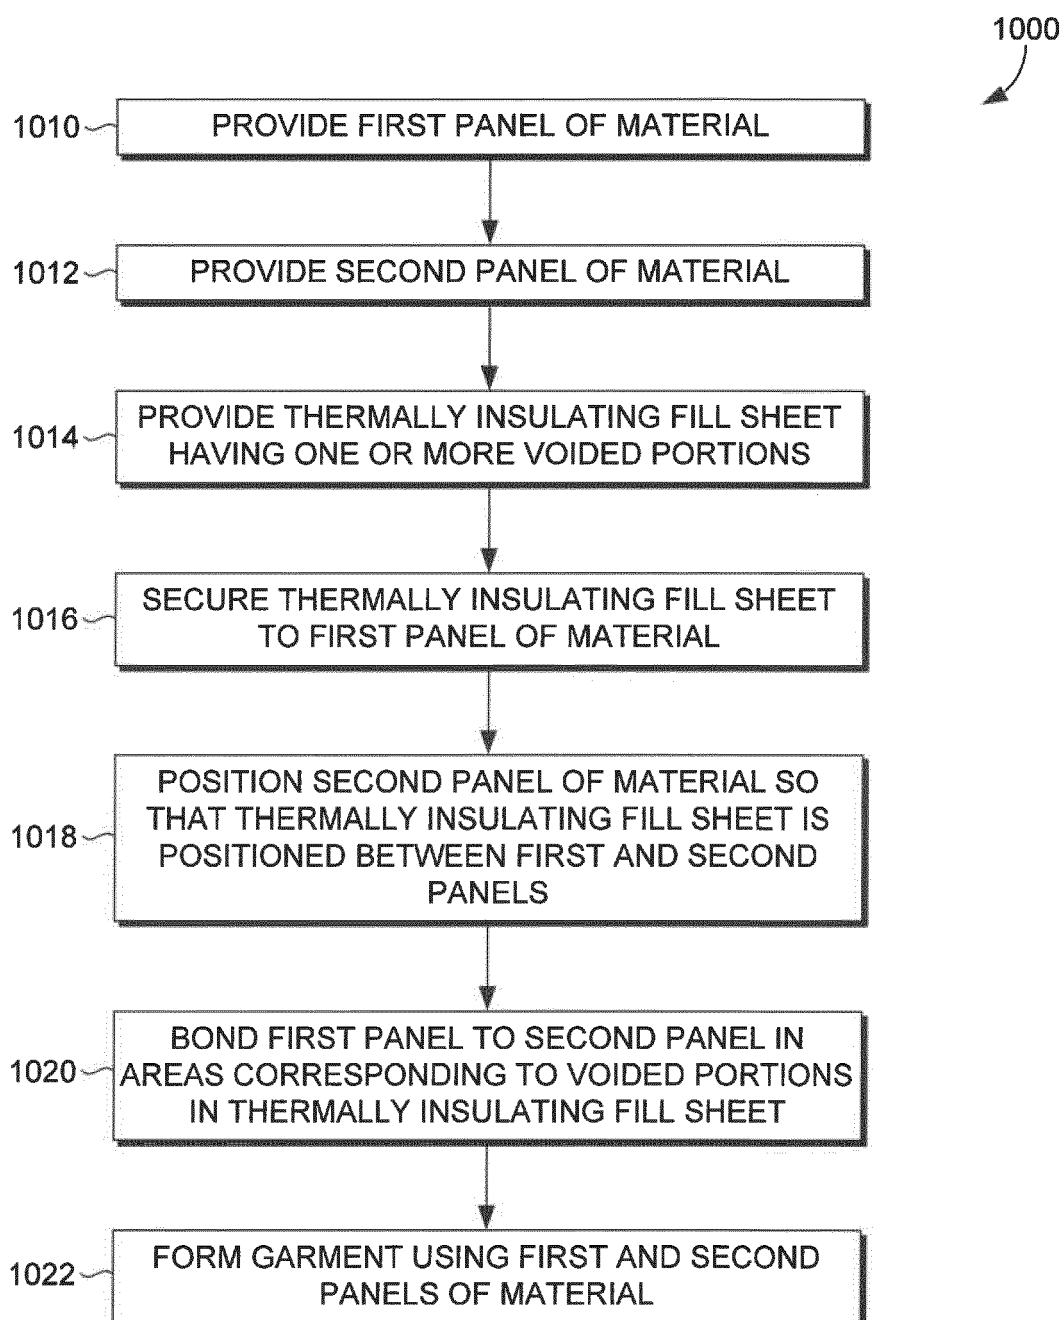 1000
1010
PROVIDE FIRST PANEL OF MATERIAL
1012
PROVIDE SECOND PANEL OF MATERIAL
1014
PROVIDE THERMALLY INSULATING FILL SHEET
HAVING ONE OR MORE VOIDED PORTIONS
1016
SECURE THERMALLY INSULATING FILL SHEET
TO FIRST PANEL OF MATERIAL
1018
POSITION SECOND PANEL OF MATERIAL SO
THAT THERMALLY INSULATING FILL SHEET IS
POSITIONED BETWEEN FIRST AND SECOND
PANELS
1020
BOND FIRST PANEL TO SECOND PANEL IN
AREAS CORRESPONDING TO VOIDED PORTIONS
IN THERMALLY INSULATING FILL SHEET
1022
FORM GARMENT USING FIRST AND SECOND
PANELS OF MATERIAL